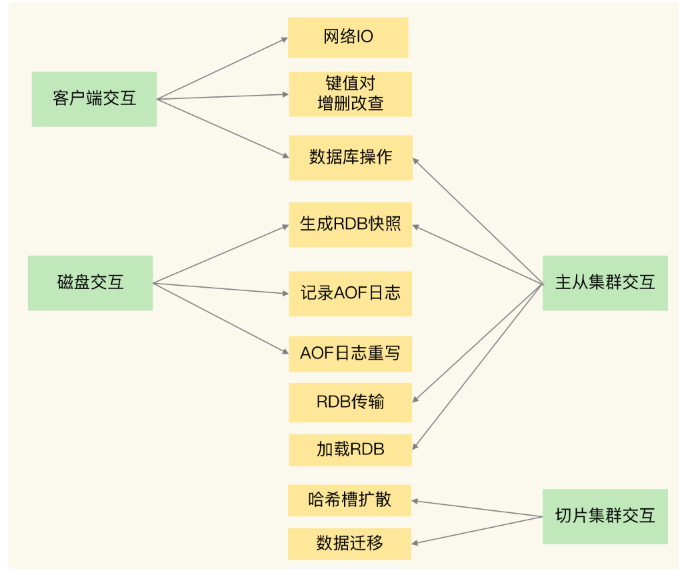 网络IO
客户端交互
键值对
增删改查
数据库操作
生成RDB快照
磁盘交互
主从集群交互
记录AOF日志
AOF日志重写
RDB传输
加载RDB
哈希槽扩散
切片集群交互
数据迁移